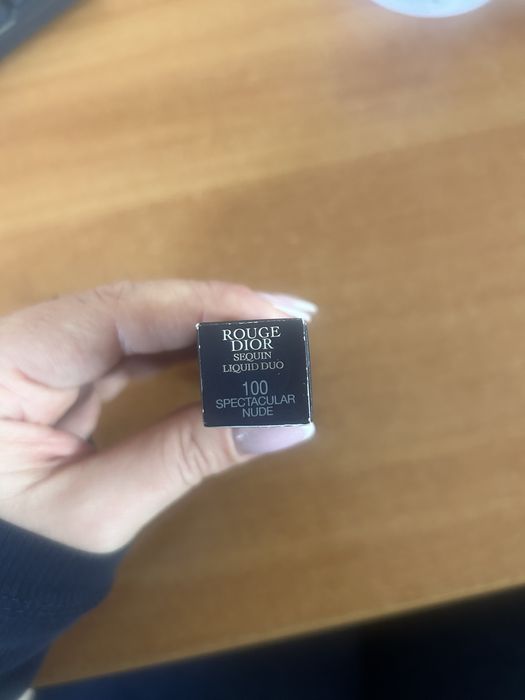 ROUGE
DIOR
SEQUIN
LIQUID DUO
100
SPECTACULAR
NUDE